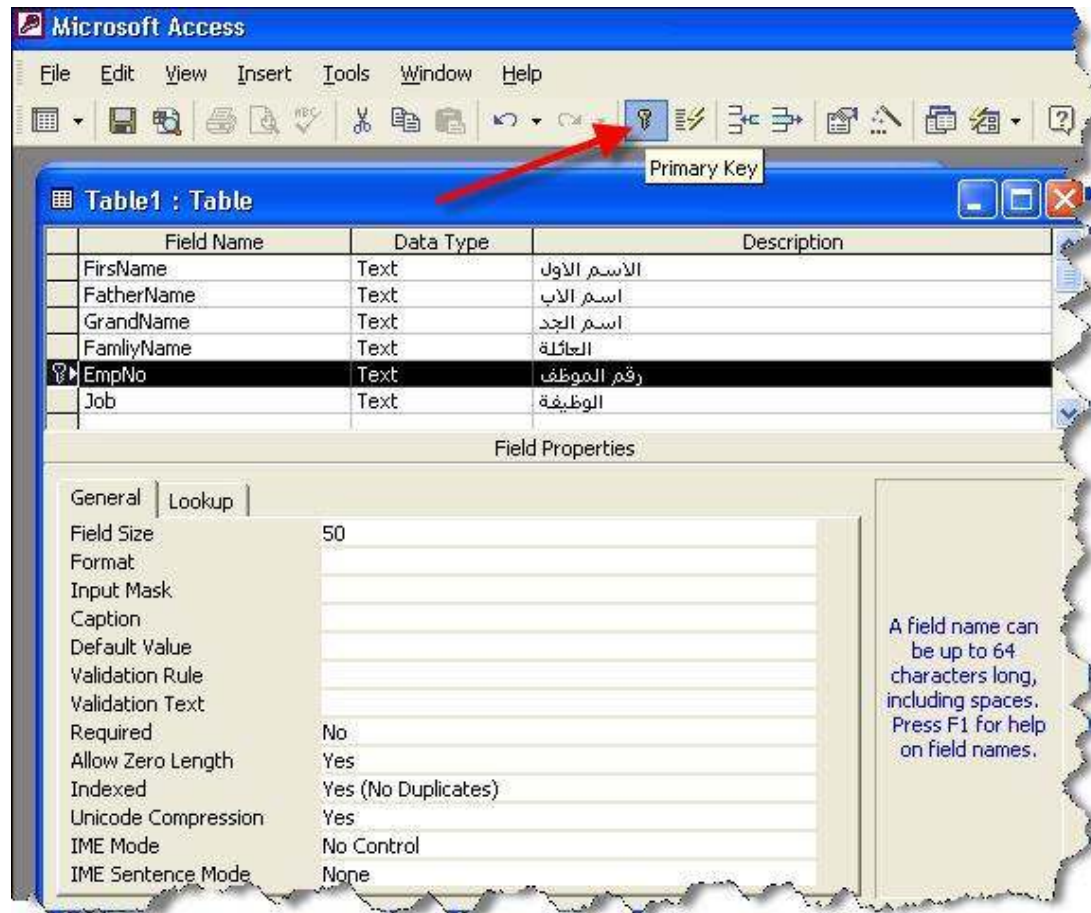 Microsoft Access
File Edit View Insert Tools Window Help
ABC
Primary Key
Table1 : Table
Field Name Data Type Description
FirsName Text الاسم الاول
FatherName Text اسم الاب
GrandName Text اسم الجد
FamliyName Text العائلة
EmpNo Text رقم الموظف
Job Text الوظيفة
Field Properties
General Lookup
Field Size 50
Format
Input Mask
Caption
Default Value
Validation Rule
Validation Text
Required No
Allow Zero Length Yes
Indexed Yes (No Duplicates)
Unicode Compression Yes
IME Mode No Control
IME Sentence Mode None
A field name can
be up to 64
characters long,
including spaces.
Press F1 for help
on field names.